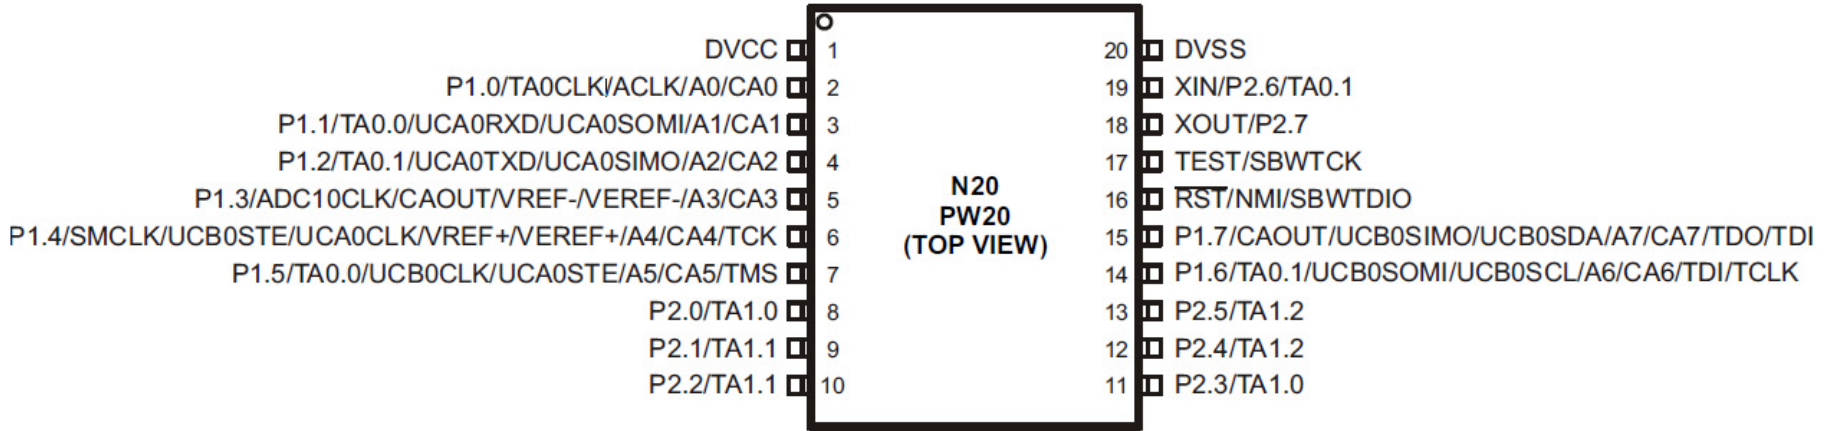 DVCC 1 20 DVSS
P1.0/TA0CLK/ACLK/A0/CA0 2 19 XIN/P2.6/TA0.1
P1.1/TA0.0/UCA0RXD/UCA0SOMI/A1/CA1 3 18 XOUT/P2.7
P1.2/TA0.1/UCA0TXD/UCA0SIMO/A2/CA2 4 17 TEST/SBWTCK
P1.3/ADC10CLK/CAOUT/VREF-/VEREF-/A3/CA3 5 N20 16 RST/NMI/SBWTDIO
PW20
P1.4/SMCLK/UCB0STE/UCA0CLK/VREF+/VEREF+/A4/CA4/TCK 6 (TOP VIEW) 15 P1.7/CAOUT/UCB0SIMO/UCB0SDA/A7/CA7/TDO/TDI
P1.5/TA0.0/UCB0CLK/UCA0STE/A5/CA5/TMS 7 14 P1.6/TA0.1/UCB0SOMI/UCB0SCL/A6/CA6/TDI/TCLK
P2.0/TA1.0 8 13 P2.5/TA1.2
P2.1/TA1.1 9 12 P2.4/TA1.2
P2.2/TA1.1 10 11 P2.3/TA1.0